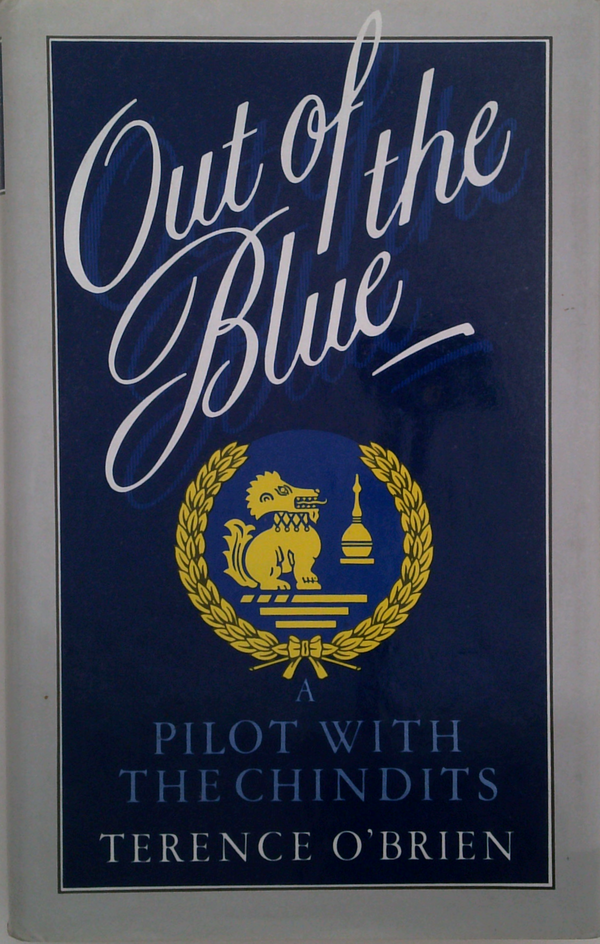 Out of the
Blue
A
PILOT WITH
THE CHINDITS
TERENCE O'BRIEN